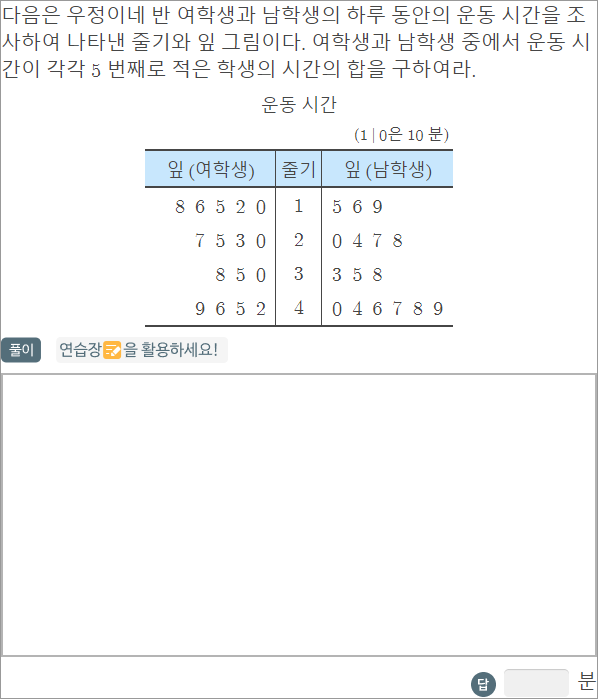 다음은 우정이네 반 여학생과 남학생의 하루 동안의 운동 시간을 조
사하여 나타낸 줄기와 잎 그림이다. 여학생과 남학생 중에서 운동 시
간이 각각 5 번째로 적은 학생의 시간의 합을 구하여라.
운동 시간
(1 | 0은 10 분)
잎 (여학생) 줄기 잎 (남학생)
8 6 5 2 0 1 5 6 9
7 5 3 0 2 0 4 7 8
8 5 0 3 3 5 8
9 6 5 2 4 0 4 6 7 8 9
풀이 연습장을 활용하세요!
답 분